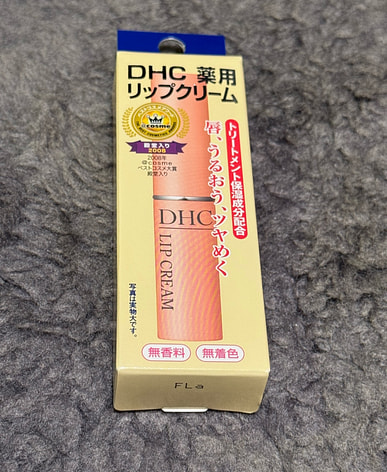 DHC 薬用
リップクリーム
@cosme
殿堂入り
2008
2008年
@cosme
ベストコスメ大賞
殿堂入り
トリートメント保湿成分配合
唇、うるおう、ツヤめく
DHC
LIP CREAM
写真は実物大です。
無香料
無着色
FLa